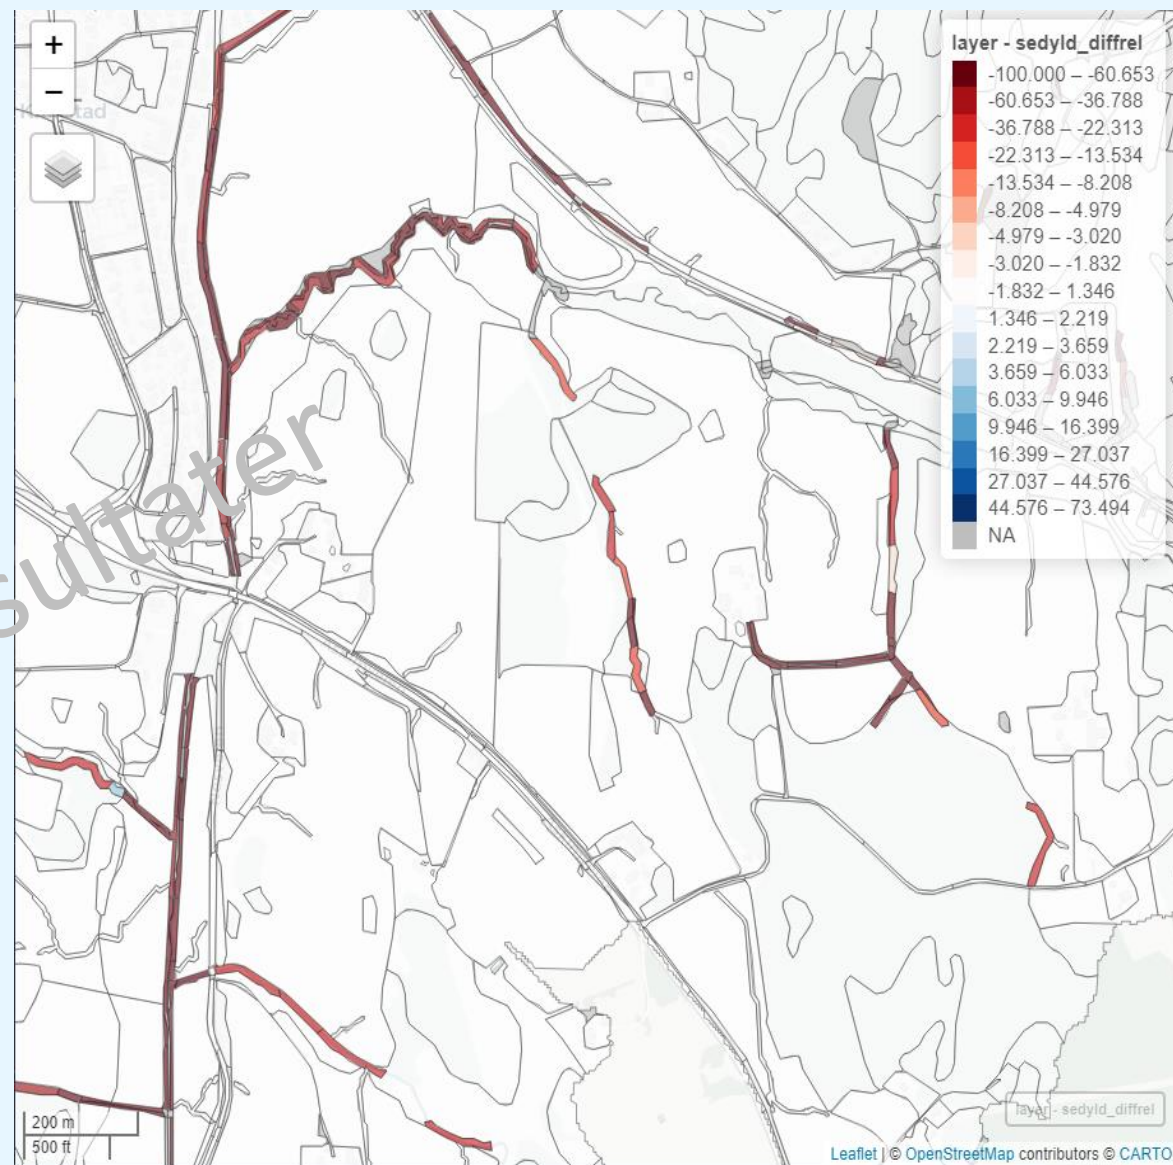 +
−
layer - sedyld_diffrel
-100.000 – -60.653
-60.653 – -36.788
-36.788 – -22.313
-22.313 – -13.534
-13.534 – -8.208
-8.208 – -4.979
-4.979 – -3.020
-3.020 – -1.832
-1.832 – 1.346
1.346 – 2.219
2.219 – 3.659
3.659 – 6.033
6.033 – 9.946
9.946 – 16.399
16.399 – 27.037
27.037 – 44.576
44.576 – 73.494
NA
sultater
200 m
500 ft
layer - sedyld_diffrel
Leaflet | © OpenStreetMap contributors © CARTO